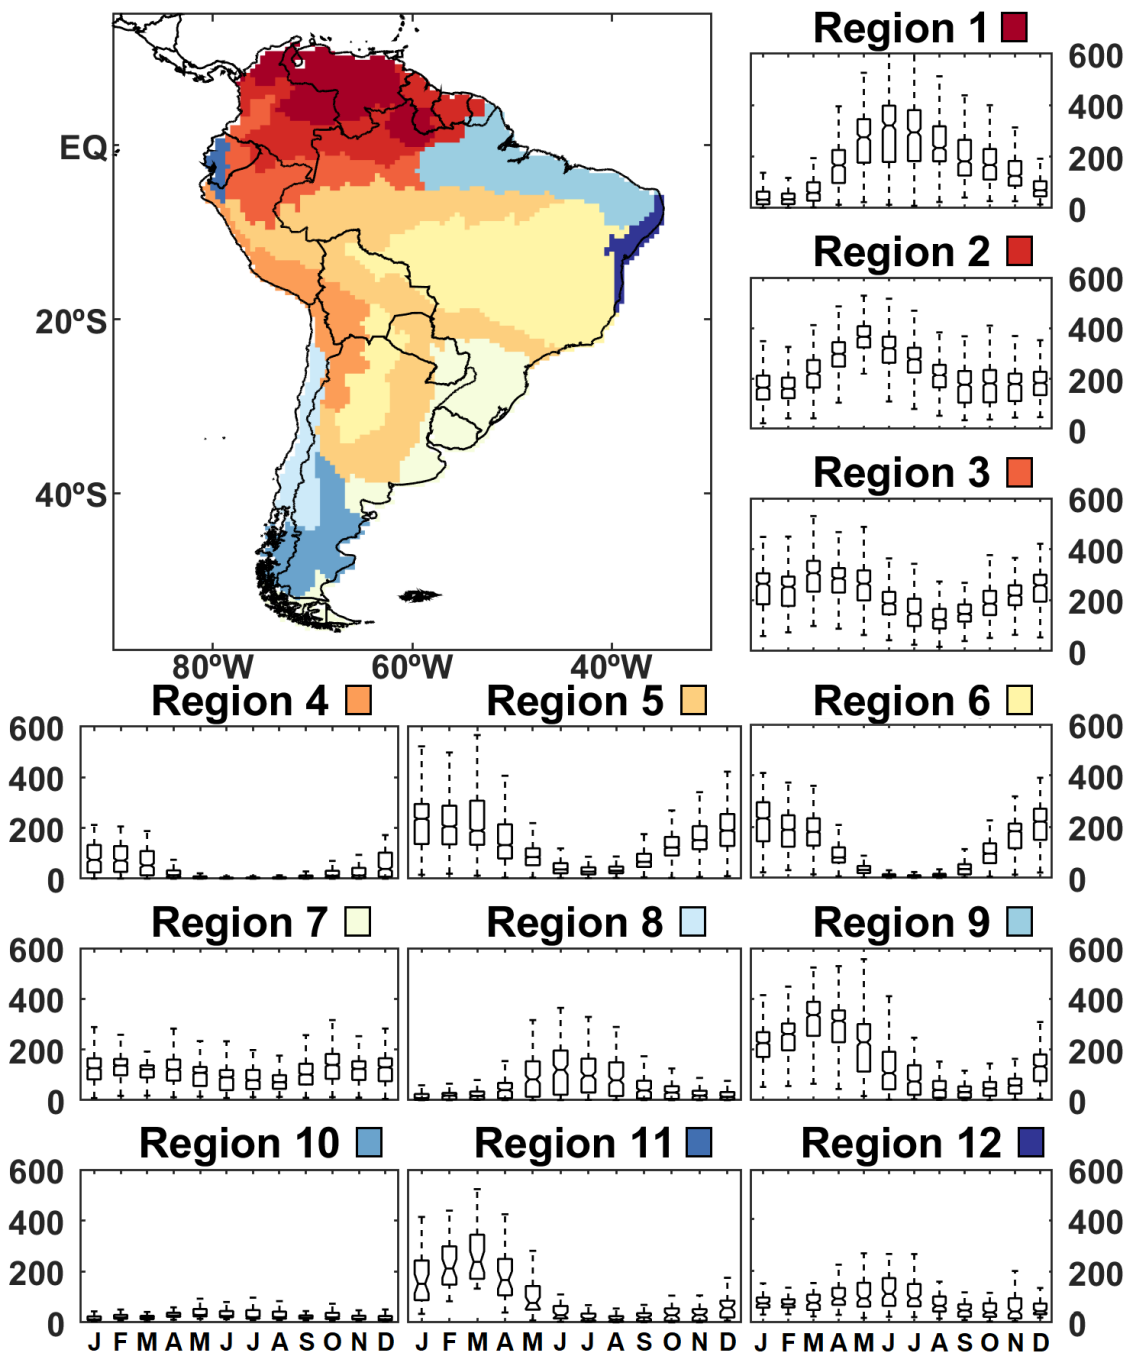 Region 1
600
400
200
0
EQ
20ºS
40ºS
80ºW
60ºW
40ºW
Region 2
600
400
200
0
Region 3
600
400
200
0
Region 4
Region 5
Region 6
600
400
200
0
600
400
200
0
Region 7
Region 8
Region 9
600
400
200
0
600
400
200
0
Region 10
Region 11
Region 12
600
400
200
0
600
400
200
0
J F M A M J J A S O N D
J F M A M J J A S O N D
J F M A M J J A S O N D